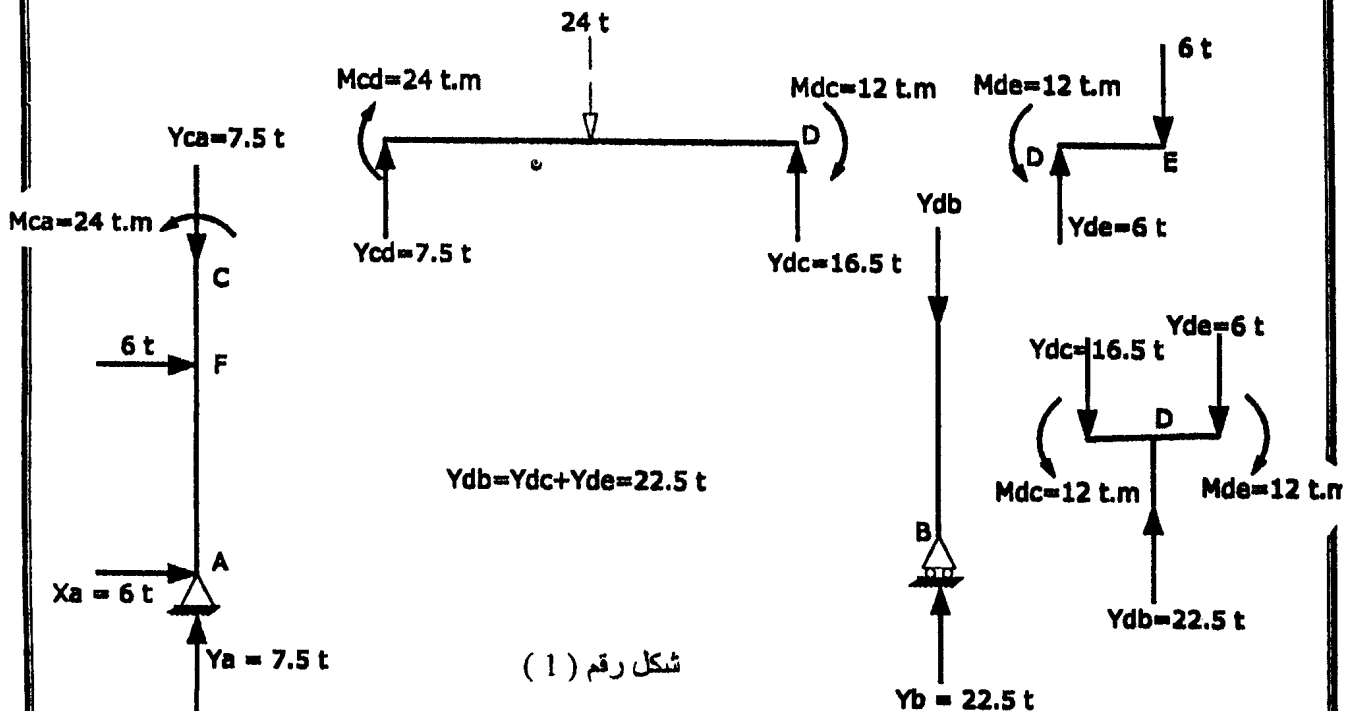 24 t
Mcd=24 t.m
Mdc=12 t.m
Mde=12 t.m
6 t
Yca=7.5 t
D
D
E
Mca=24 t.m
Ycd=7.5 t
Ydc=16.5 t
Ydb
Yde=6 t
C
6 t
F
Ydc=16.5 t
Yde=6 t
D
Ydb=Ydc+Yde=22.5 t
Mdc=12 t.m
Mde=12 t.m
B
A
Xa = 6 t
Ydb=22.5 t
Ya = 7.5 t
شكل رقم ( 1 )
Yb = 22.5 t